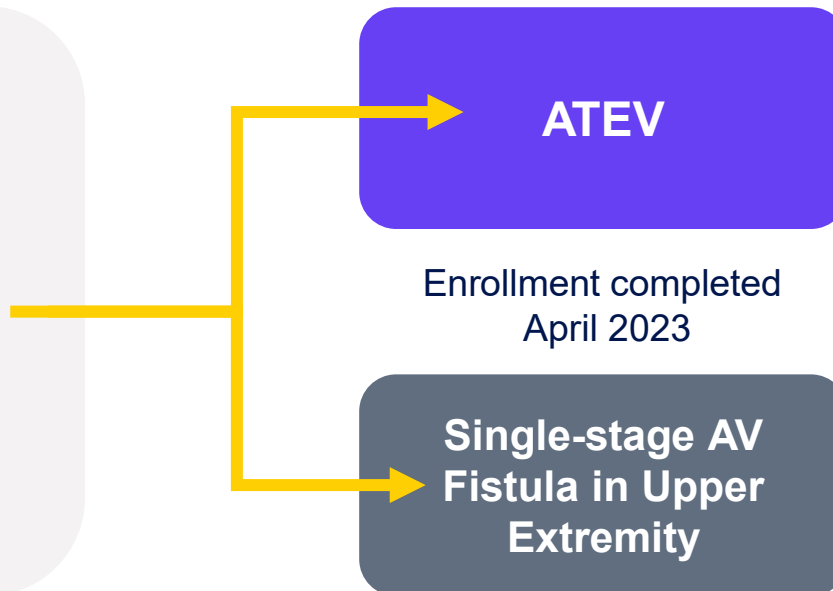 ATEV
Enrollment completed
April 2023
Single-stage AV
Fistula in Upper
Extremity